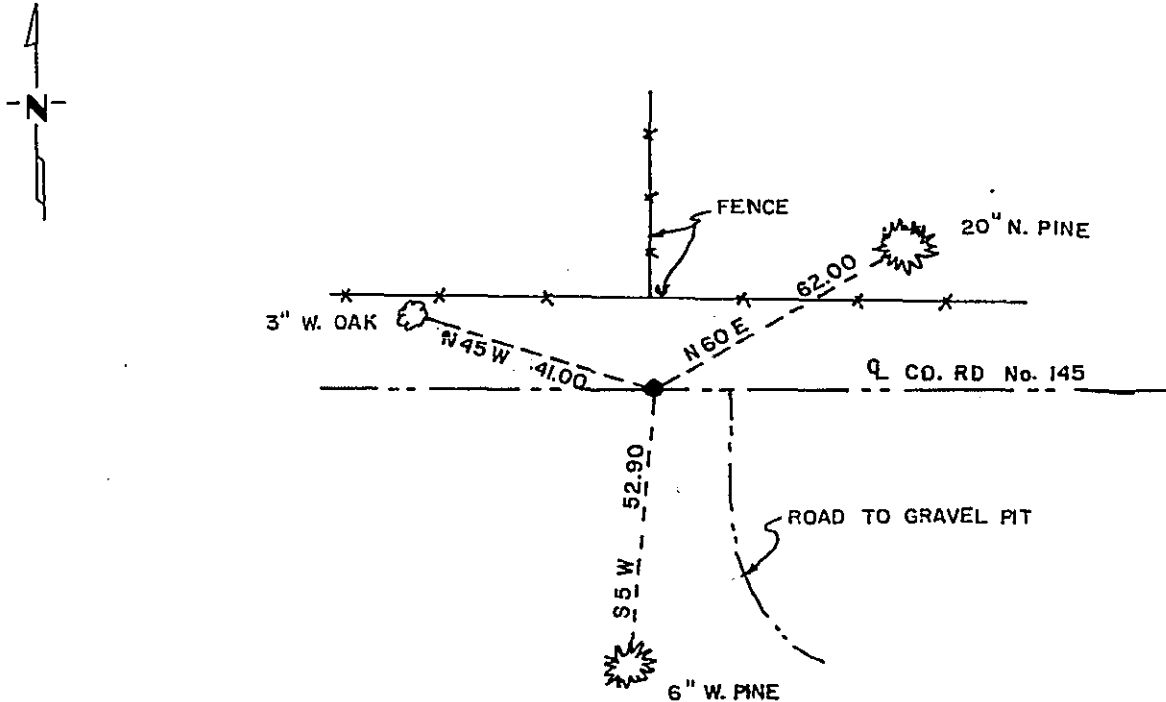 N
FENCE
20" N. PINE
62.00
3" W. OAK
N 60 E
N 45 W 41.00
℄ CO. RD No. 145
52.90
ROAD TO GRAVEL PIT
S 5 W
6" W. PINE